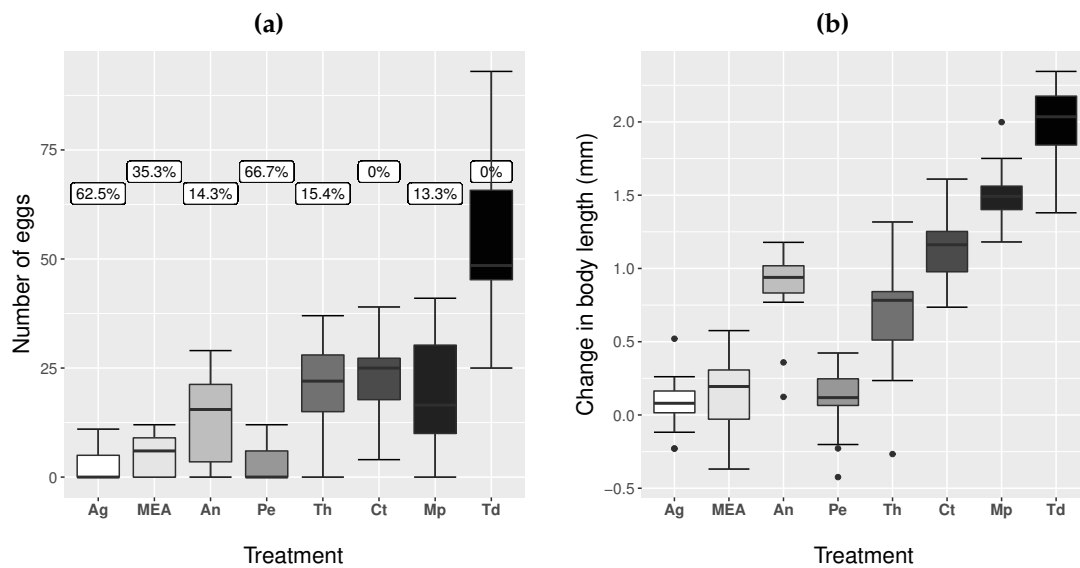 (a)
75
50
25
0
Number of eggs
62.5%
35.3%
14.3%
66.7%
15.4%
0%
13.3%
0%
Ag MEA An Pe Th Ct Mp Td
Treatment
(b)
2.0
1.5
1.0
0.5
0.0
−0.5
Change in body length (mm)
Ag MEA An Pe Th Ct Mp Td
Treatment